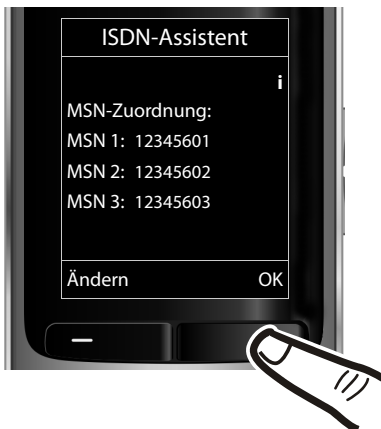 ISDN-Assistent
i
MSN-Zuordnung:
MSN 1: 12345601
MSN 2: 12345602
MSN 3: 12345603
Ändern OK